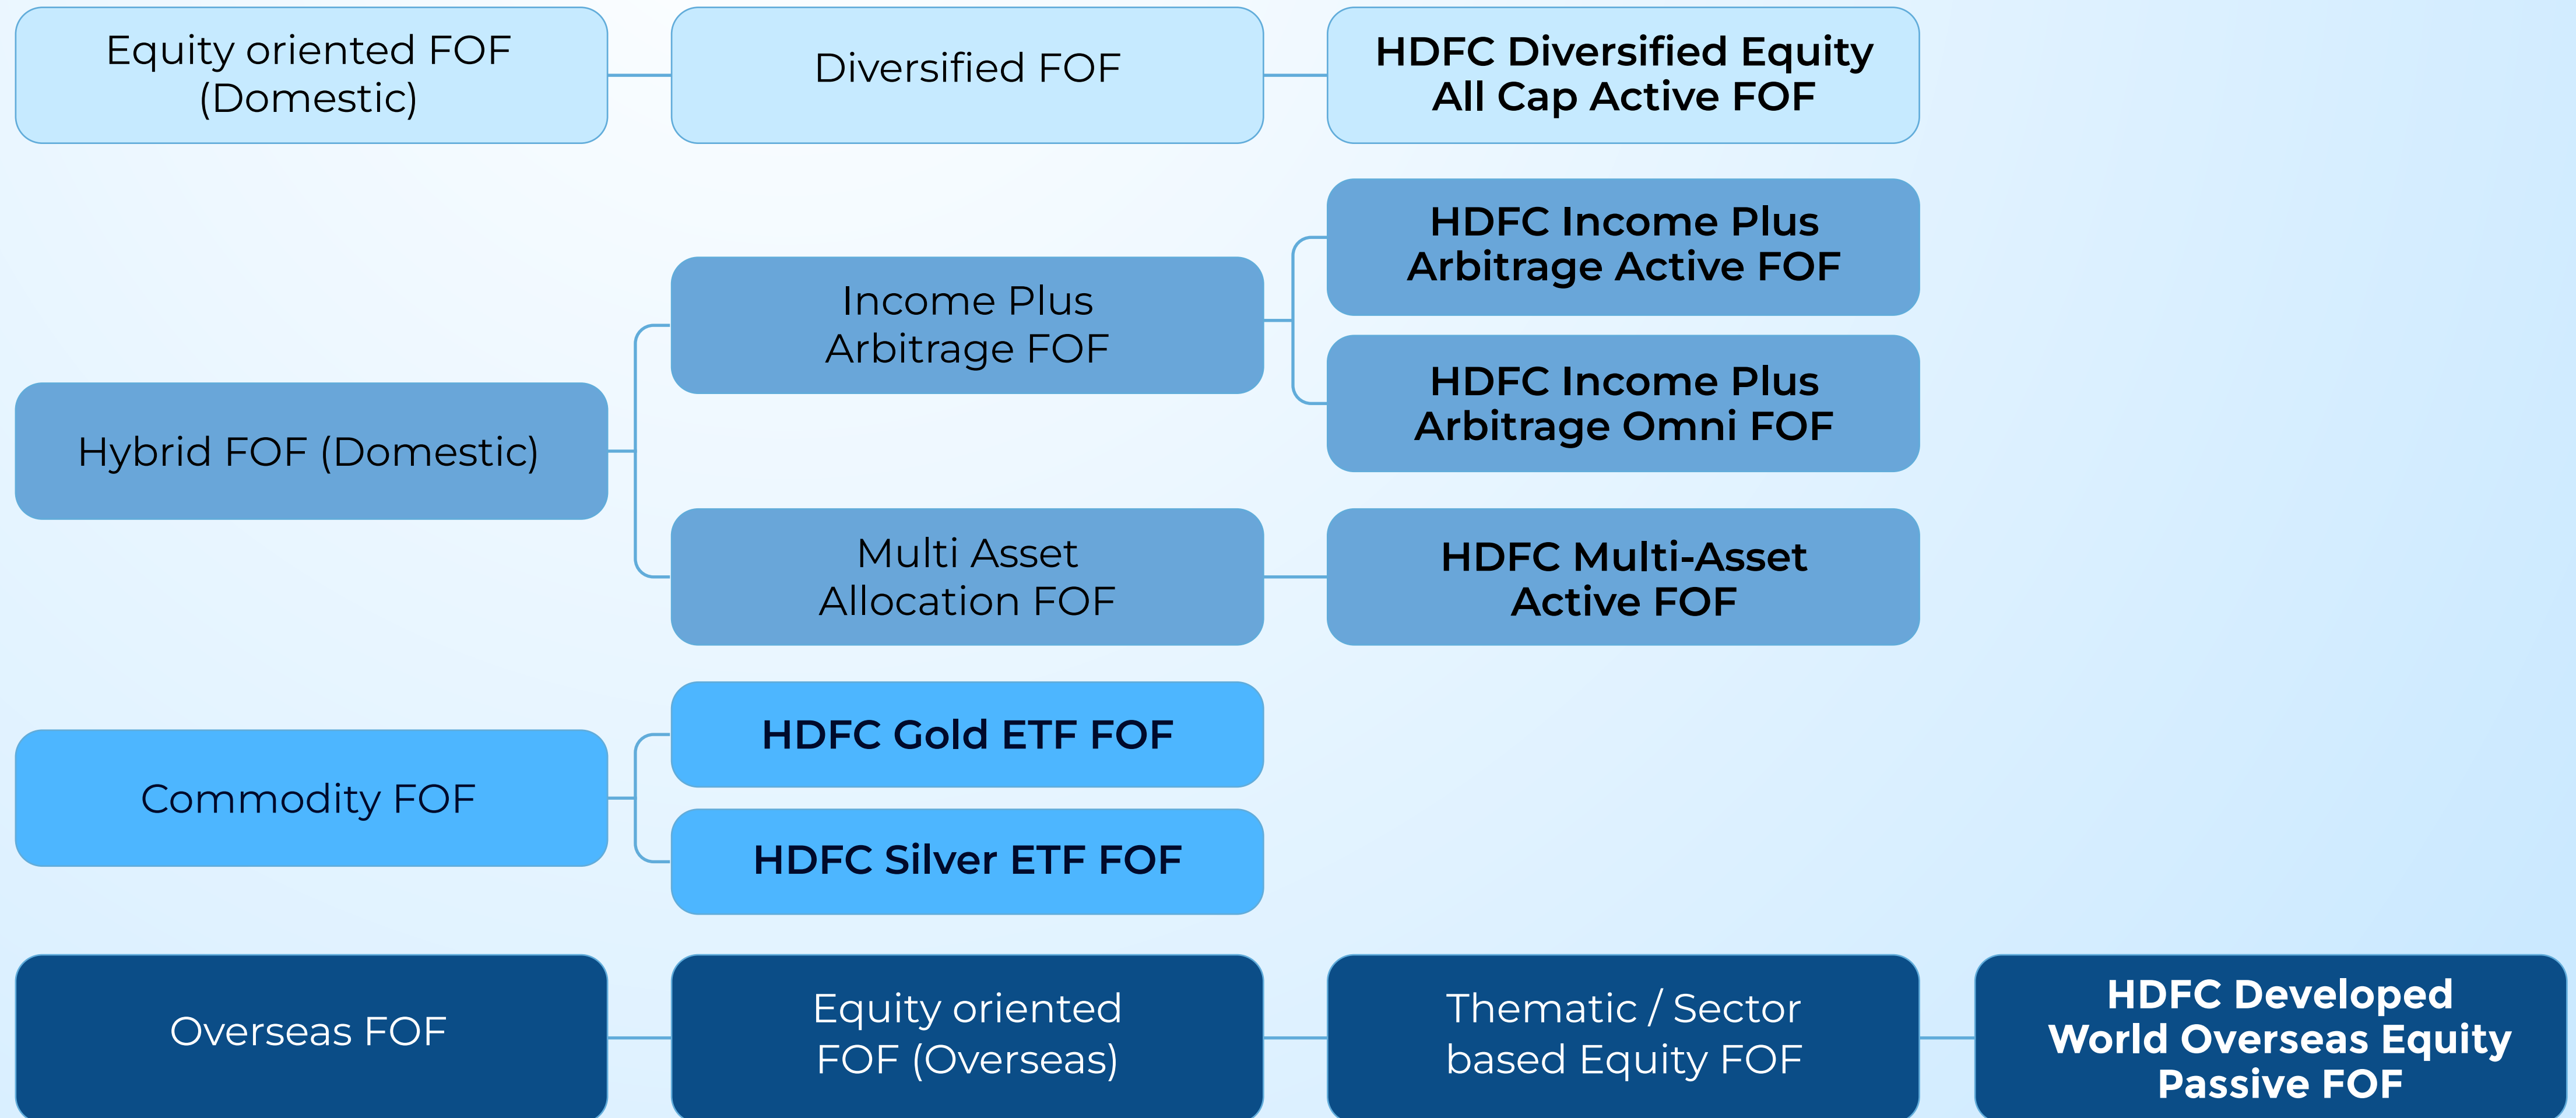 Equity oriented FOF
(Domestic)
Diversified FOF
HDFC Diversified Equity
All Cap Active FOF
Hybrid FOF (Domestic)
Income Plus
Arbitrage FOF
HDFC Income Plus
Arbitrage Active FOF
HDFC Income Plus
Arbitrage Omni FOF
Multi Asset
Allocation FOF
HDFC Multi-Asset
Active FOF
Commodity FOF
HDFC Gold ETF FOF
HDFC Silver ETF FOF
Overseas FOF
Equity oriented
FOF (Overseas)
Thematic / Sector
based Equity FOF
HDFC Developed
World Overseas Equity
Passive FOF